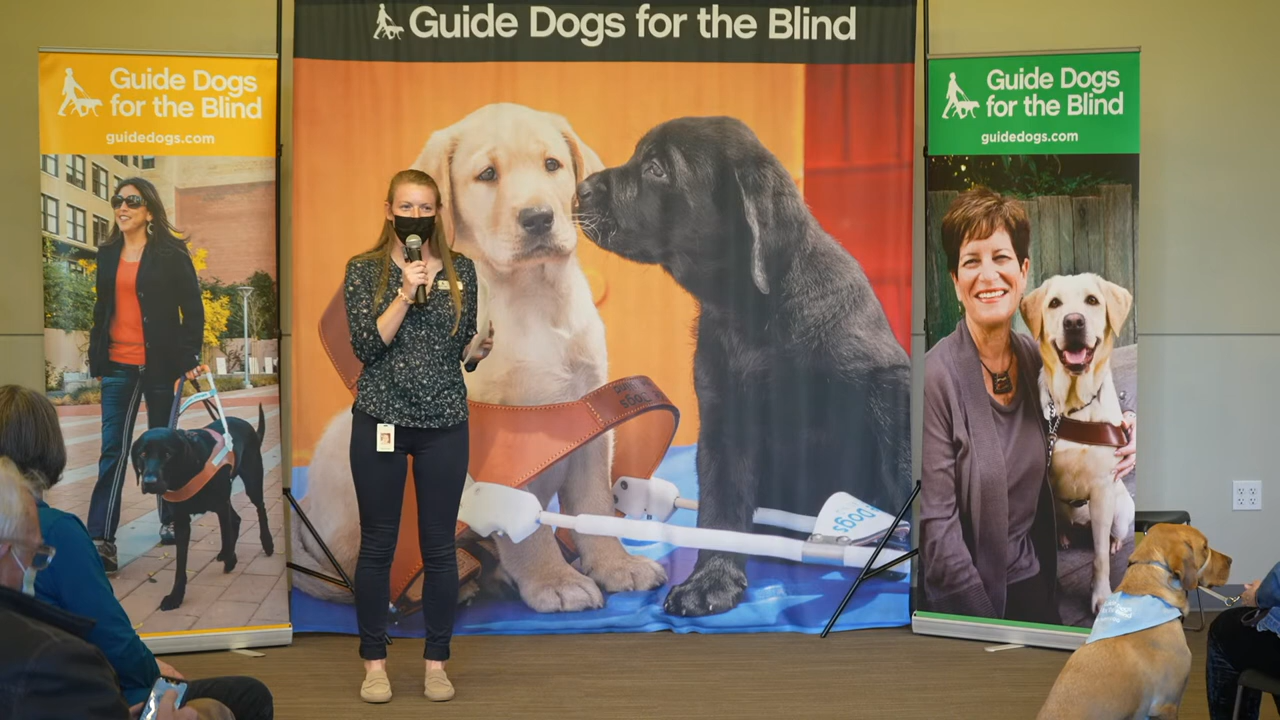 Guide Dogs for the Blind
Guide Dogs
for the Blind
guidedogs.com
Guide Dogs
for the Blind
guidedogs.com
Dogs